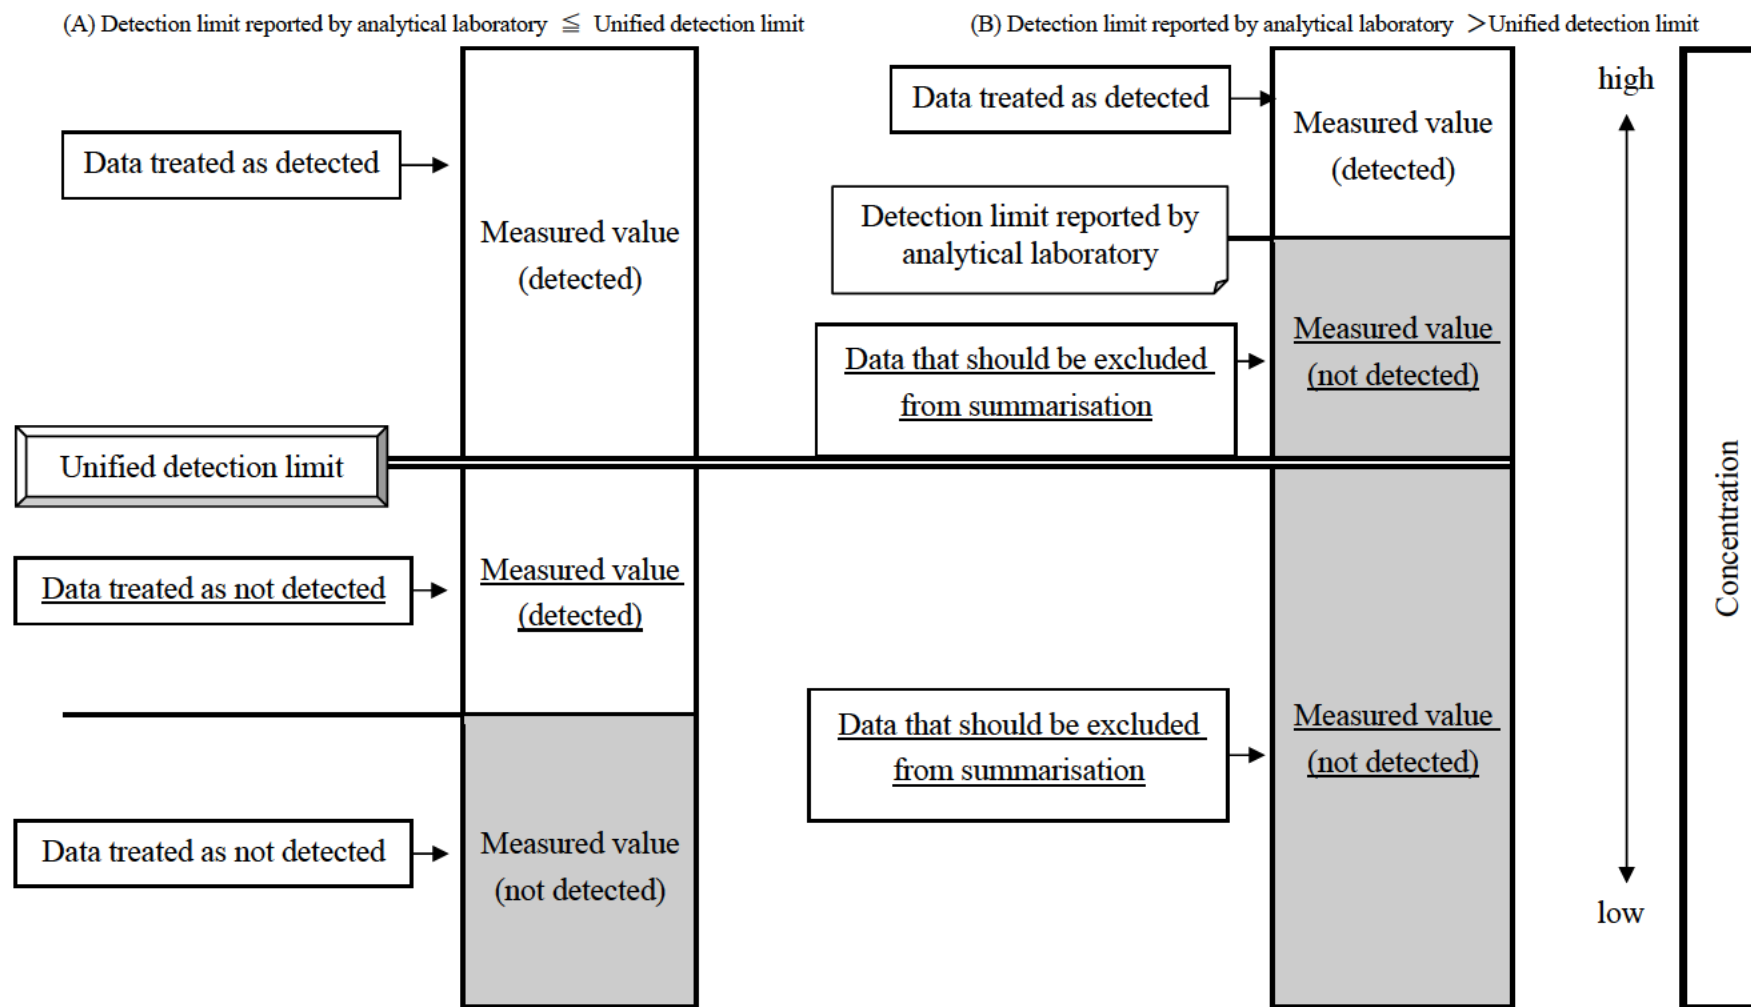 (A) Detection limit reported by analytical laboratory ≦ Unified detection limit
Data treated as detected
Measured value
(detected)
Unified detection limit
Data treated as not detected
Measured value
(detected)
Data treated as not detected
Measured value
(not detected)
(B) Detection limit reported by analytical laboratory ＞Unified detection limit
Data treated as detected
Measured value
(detected)
Detection limit reported by
analytical laboratory
Data that should be excluded
from summarisation
Measured value
(not detected)
Data that should be excluded
from summarisation
Measured value
(not detected)
high
low
Concentration